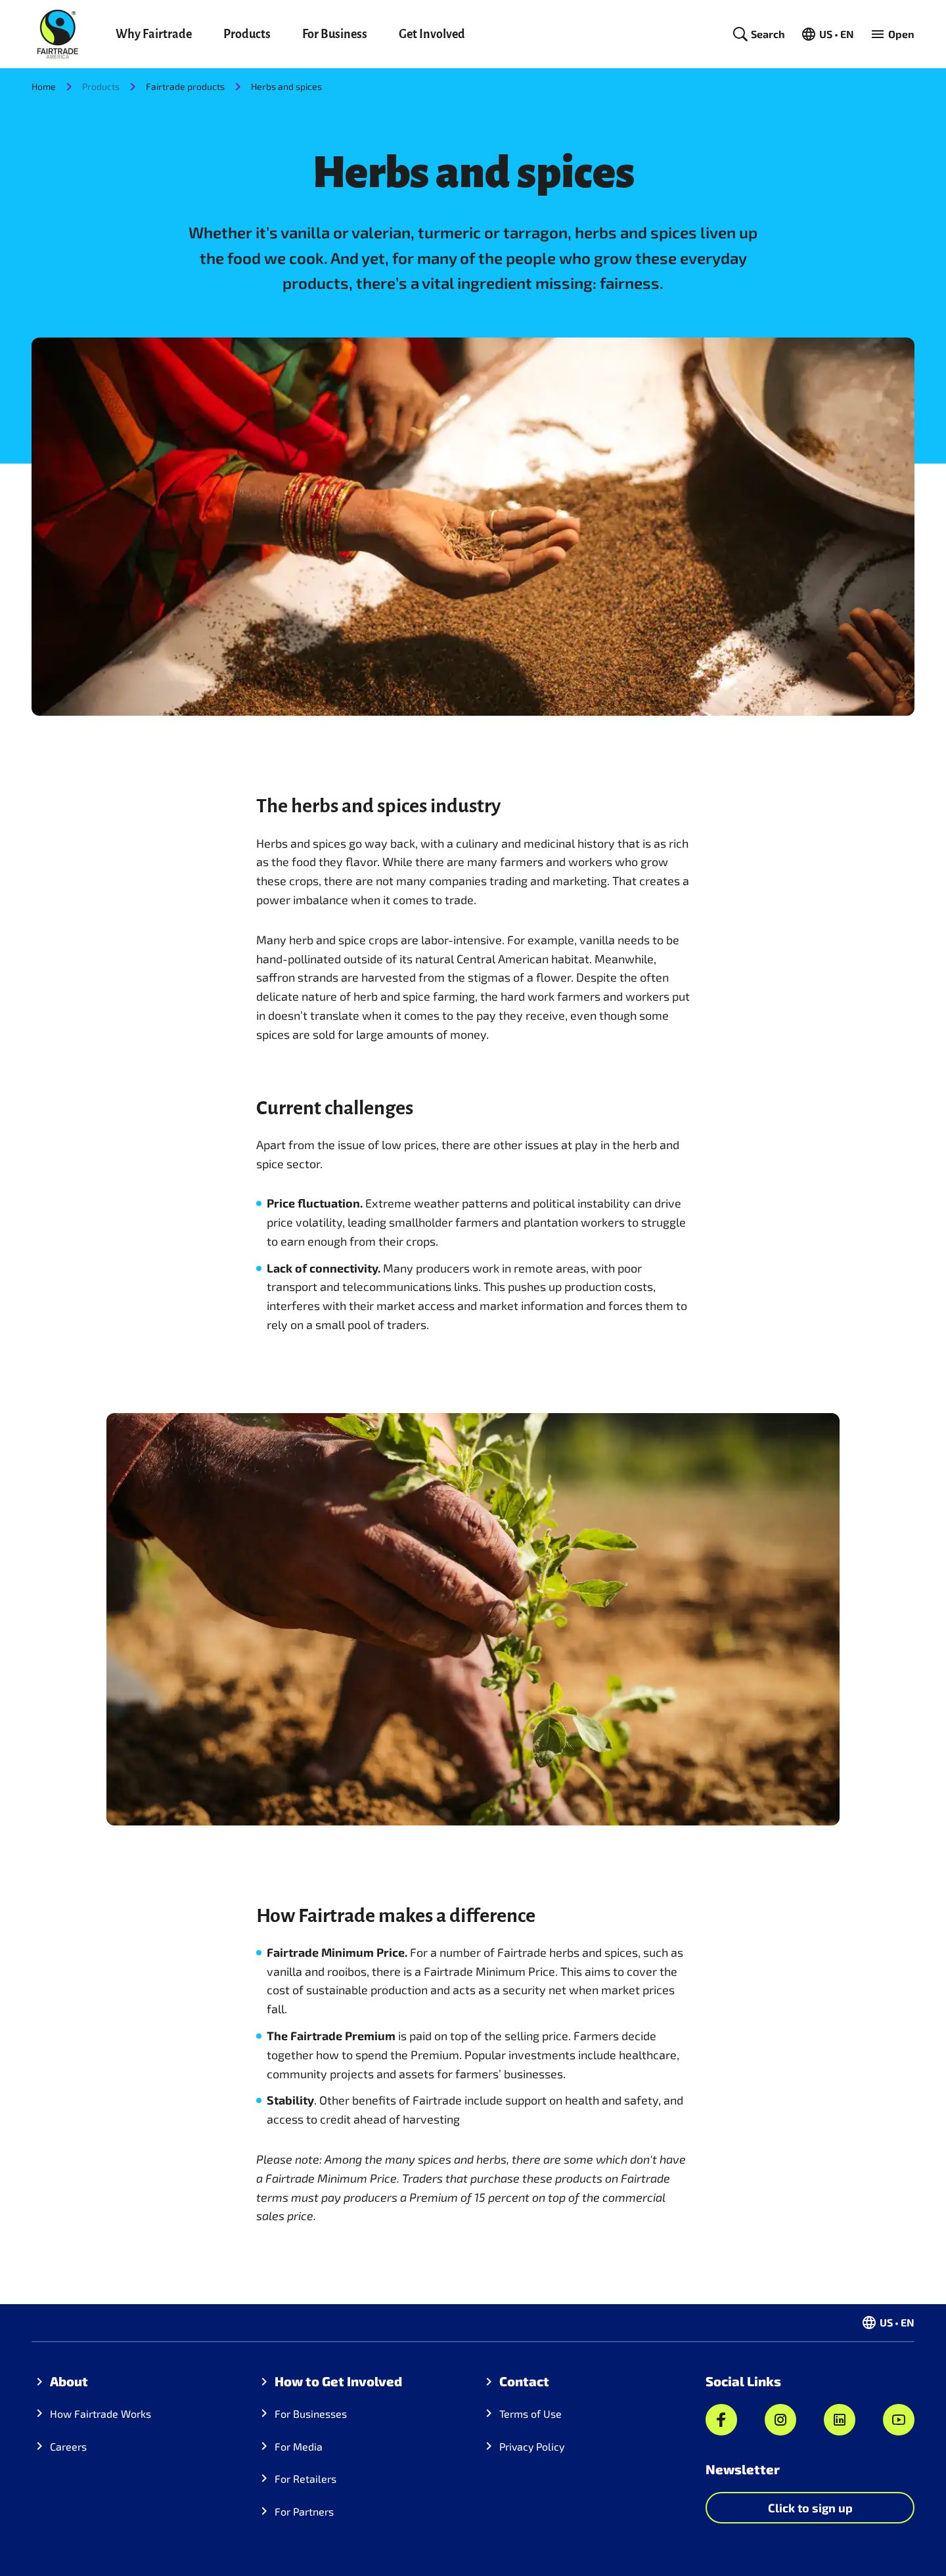 FAIRTRADE
AMERICA
Why Fairtrade
Products
For Business
Get Involved
Search
US • EN
Open
Home
Products
Fairtrade products
Herbs and spices
Herbs and spices
Whether it’s vanilla or valerian, turmeric or tarragon, herbs and spices liven up
the food we cook. And yet, for many of the people who grow these everyday
products, there’s a vital ingredient missing: fairness.
The herbs and spices industry
Herbs and spices go way back, with a culinary and medicinal history that is as rich
as the food they flavor. While there are many farmers and workers who grow
these crops, there are not many companies trading and marketing. That creates a
power imbalance when it comes to trade.
Many herb and spice crops are labor-intensive. For example, vanilla needs to be
hand-pollinated outside of its natural Central American habitat. Meanwhile,
saffron strands are harvested from the stigmas of a flower. Despite the often
delicate nature of herb and spice farming, the hard work farmers and workers put
in doesn’t translate when it comes to the pay they receive, even though some
spices are sold for large amounts of money.
Current challenges
Apart from the issue of low prices, there are other issues at play in the herb and
spice sector.
Price fluctuation. Extreme weather patterns and political instability can drive
price volatility, leading smallholder farmers and plantation workers to struggle
to earn enough from their crops.
Lack of connectivity. Many producers work in remote areas, with poor
transport and telecommunications links. This pushes up production costs,
interferes with their market access and market information and forces them to
rely on a small pool of traders.
How Fairtrade makes a difference
Fairtrade Minimum Price. For a number of Fairtrade herbs and spices, such as
vanilla and rooibos, there is a Fairtrade Minimum Price. This aims to cover the
cost of sustainable production and acts as a security net when market prices
fall.
The Fairtrade Premium is paid on top of the selling price. Farmers decide
together how to spend the Premium. Popular investments include healthcare,
community projects and assets for farmers’ businesses.
Stability. Other benefits of Fairtrade include support on health and safety, and
access to credit ahead of harvesting
Please note: Among the many spices and herbs, there are some which don't have
a Fairtrade Minimum Price. Traders that purchase these products on Fairtrade
terms must pay producers a Premium of 15 percent on top of the commercial
sales price.
US • EN
About
How Fairtrade Works
Careers
How to Get Involved
For Businesses
For Media
For Retailers
For Partners
Contact
Terms of Use
Privacy Policy
Social Links
Newsletter
Click to sign up